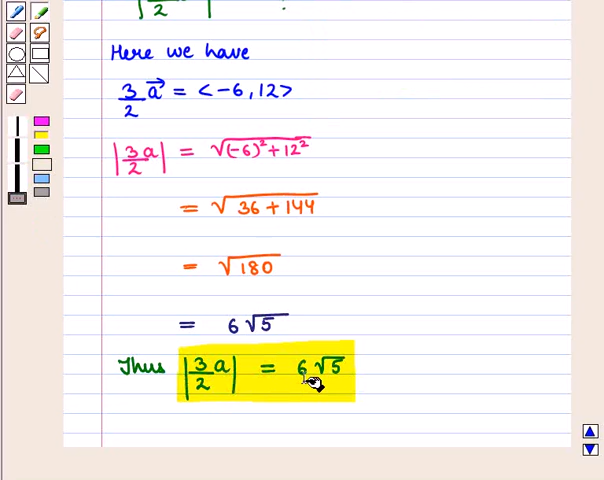 2
Here we have
3/2 a⃗ = <-6, 12>
|3/2 a| = √(-6)² + 12²
= √36 + 144
= √180
= 6√5
Thus |3/2 a| = 6√5